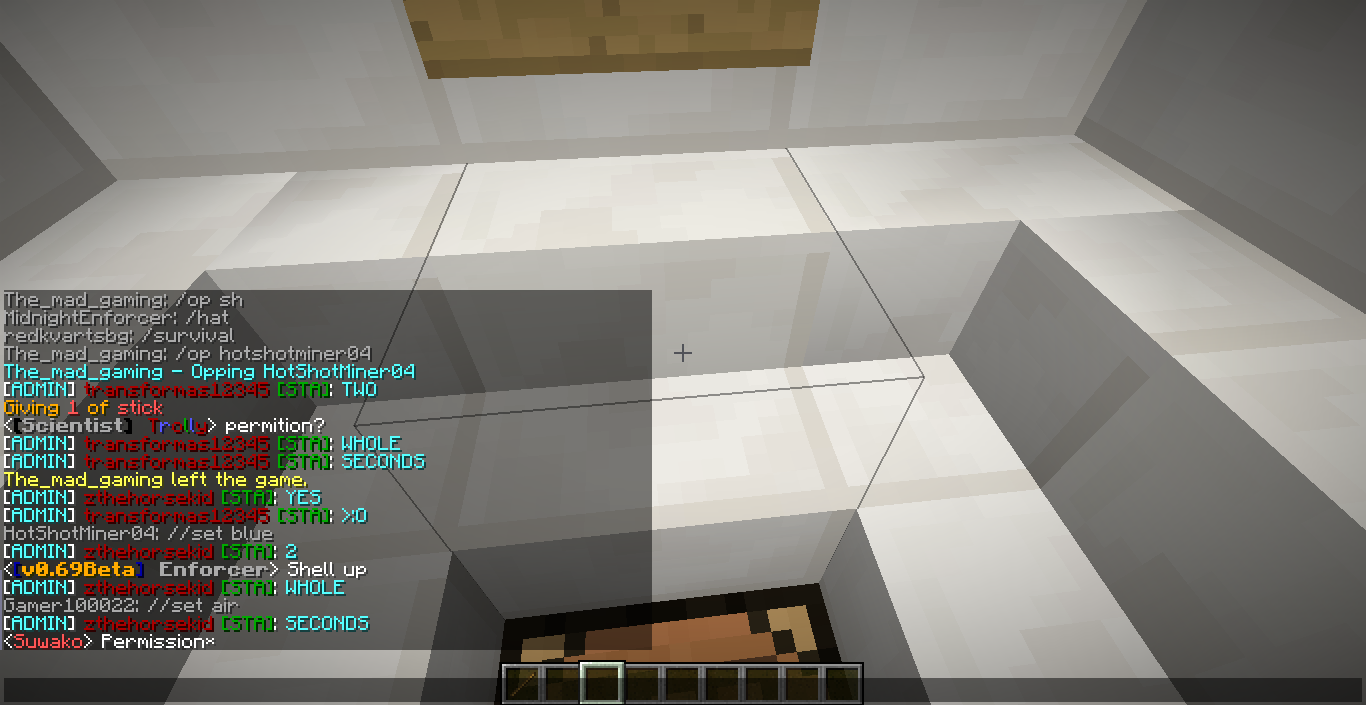 The_mad_gaming: /op sh
MidnightEnforcer: /hat
redkvartsbg: /survival
The_mad_gaming: /op hotshotminer04
The_mad_gaming - Opping HotShotMiner04
[ADMIN] transformas12345 [STA]: TWO
Giving 1 of stick
<[Scientist] Trolly> permition?
[ADMIN] transformas12345 [STA]: WHOLE
[ADMIN] transformas12345 [STA]: SECONDS
The_mad_gaming left the game.
[ADMIN] zthehorsekid [STA]: YES
[ADMIN] transformas12345 [STA]: >:O
HotShotMiner04: //set blue
[ADMIN] zthehorsekid [STA]: 2
<[v0.69Beta] Enforcer> Shell up
[ADMIN] zthehorsekid [STA]: WHOLE
Gamer100022: //set air
[ADMIN] zthehorsekid [STA]: SECONDS
<Suwako> Permission*